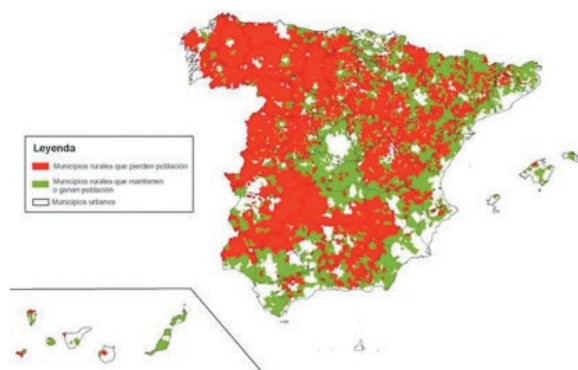 Leyenda
Municipios rurales que pierden población
Municipios rurales que mantienen
o ganan población
Municipios urbanos